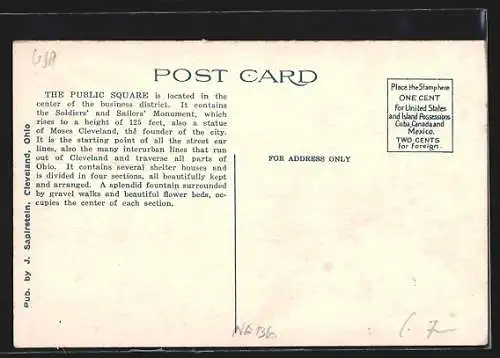 POST CARD
THE PUBLIC SQUARE is located in the
center of the business district. It contains
the Soldiers' and Sailors' Monument, which
rises to a height of 125 feet, also a statue
of Moses Cleveland, the founder of the city.
It is the starting point of all the street car
lines, also the many interurban lines that run
out of Cleveland and traverse all parts of
Ohio. It contains several shelter houses and
is divided in four sections, all beautifully kept
and arranged. A splendid fountain surrounded
by gravel walks and beautiful flower beds, oc-
cupies the center of each section.
Pub. by J. Sapirstein, Cleveland, Ohio
FOR ADDRESS ONLY
Place the Stamp here
ONE CENT
For United States
and Island Possessions
Cuba, Canada and
Mexico.
TWO CENTS
for foreign.